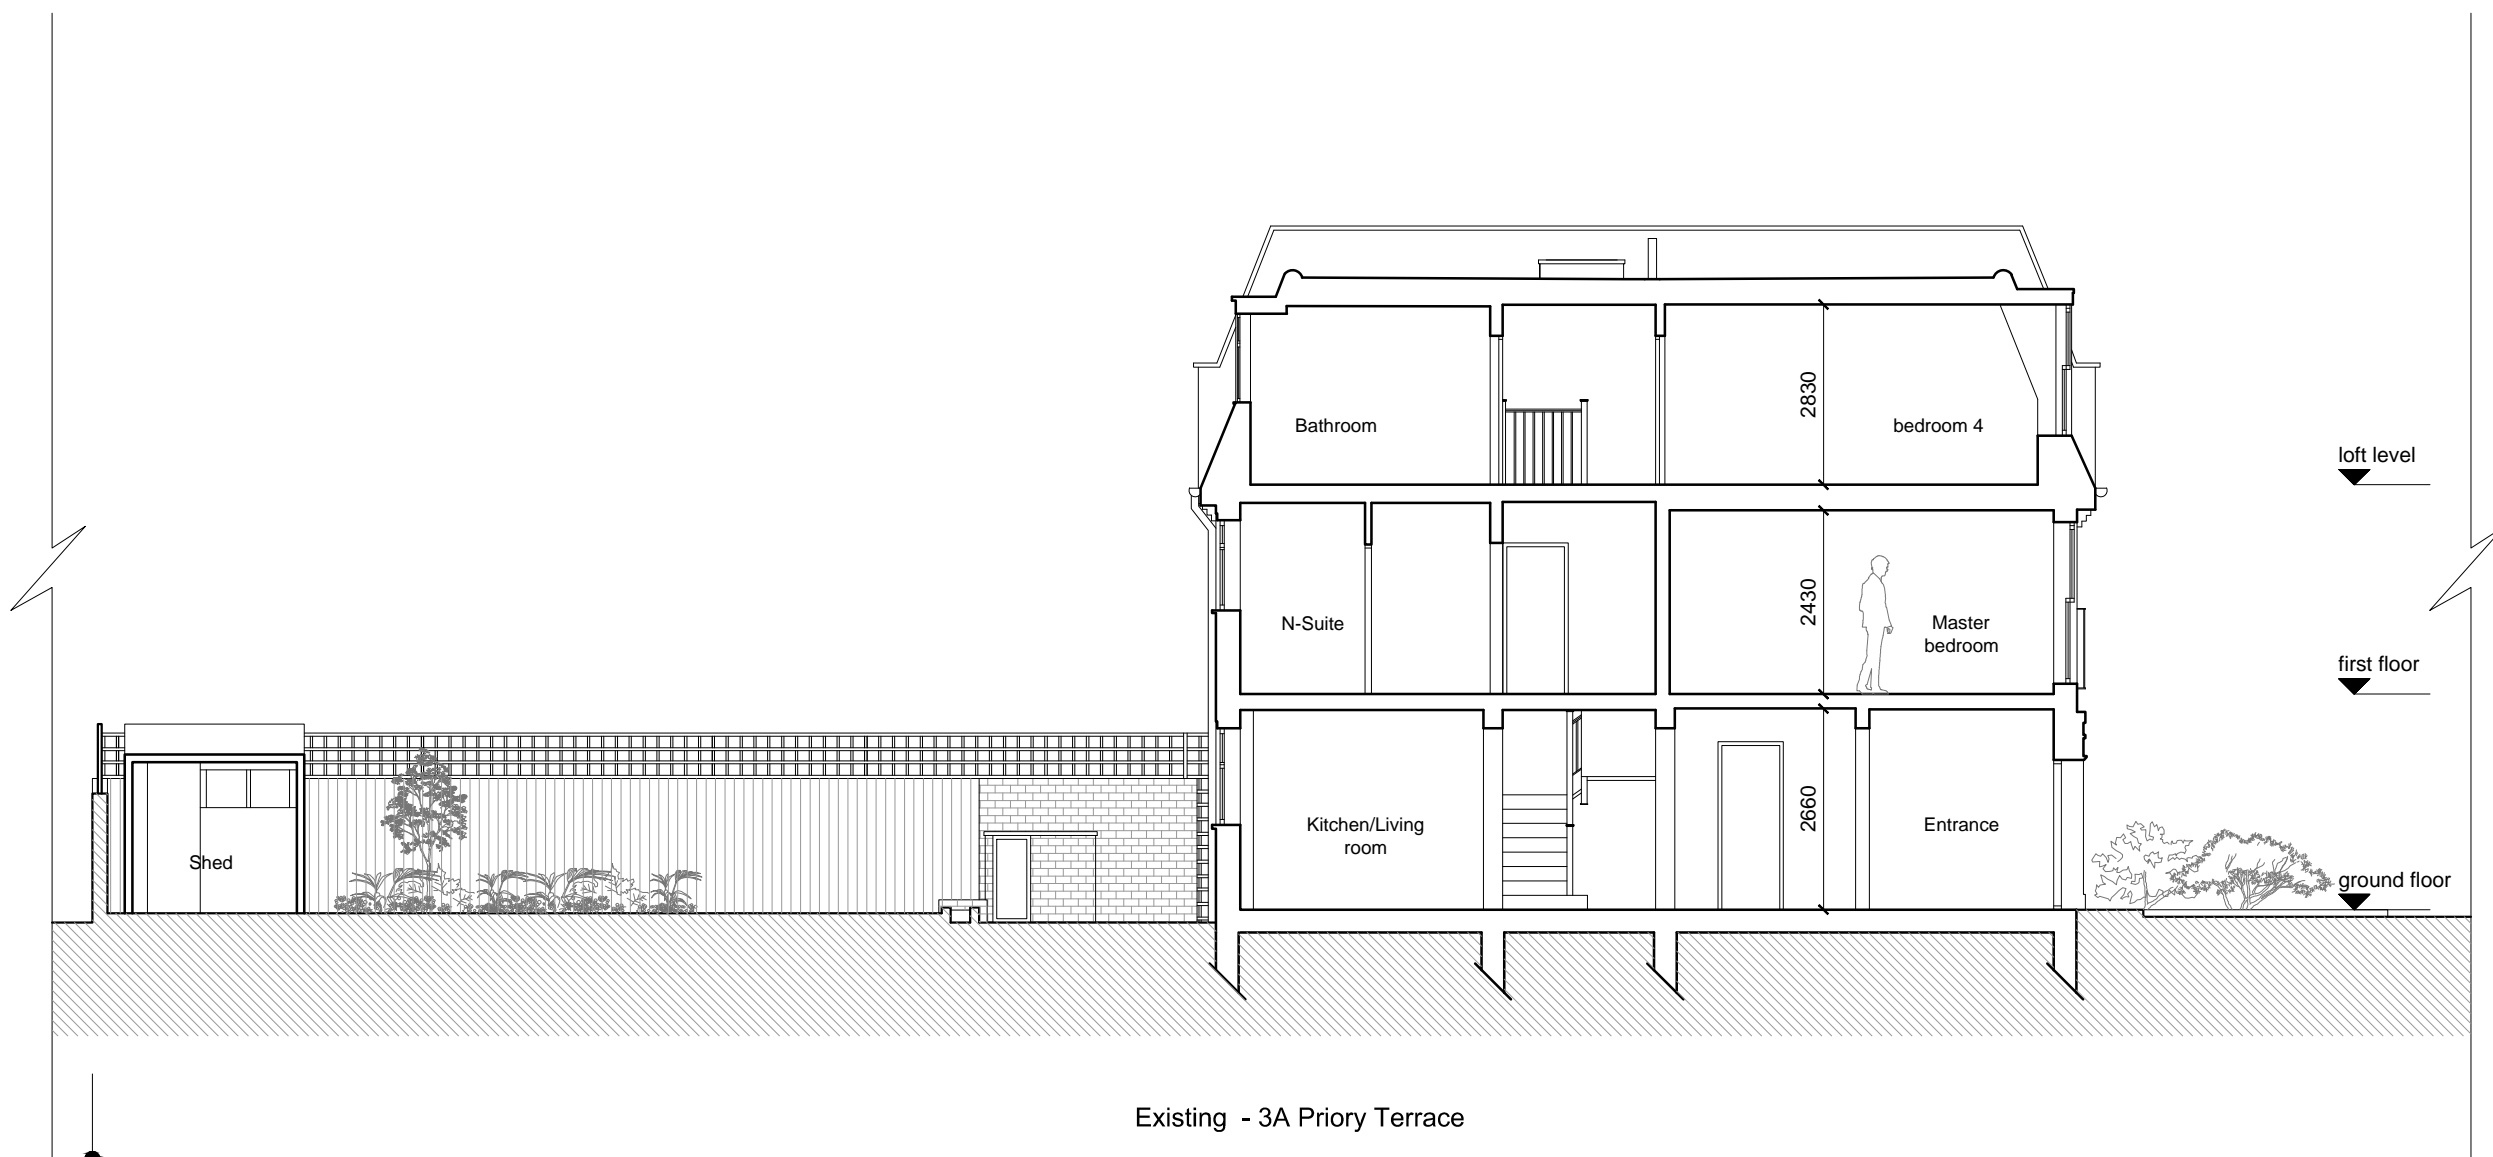 2830
Bathroom
bedroom 4
loft level
2430
N-Suite
Master
bedroom
first floor
2660
Kitchen/Living
room
Entrance
Shed
ground floor
Existing - 3A Priory Terrace